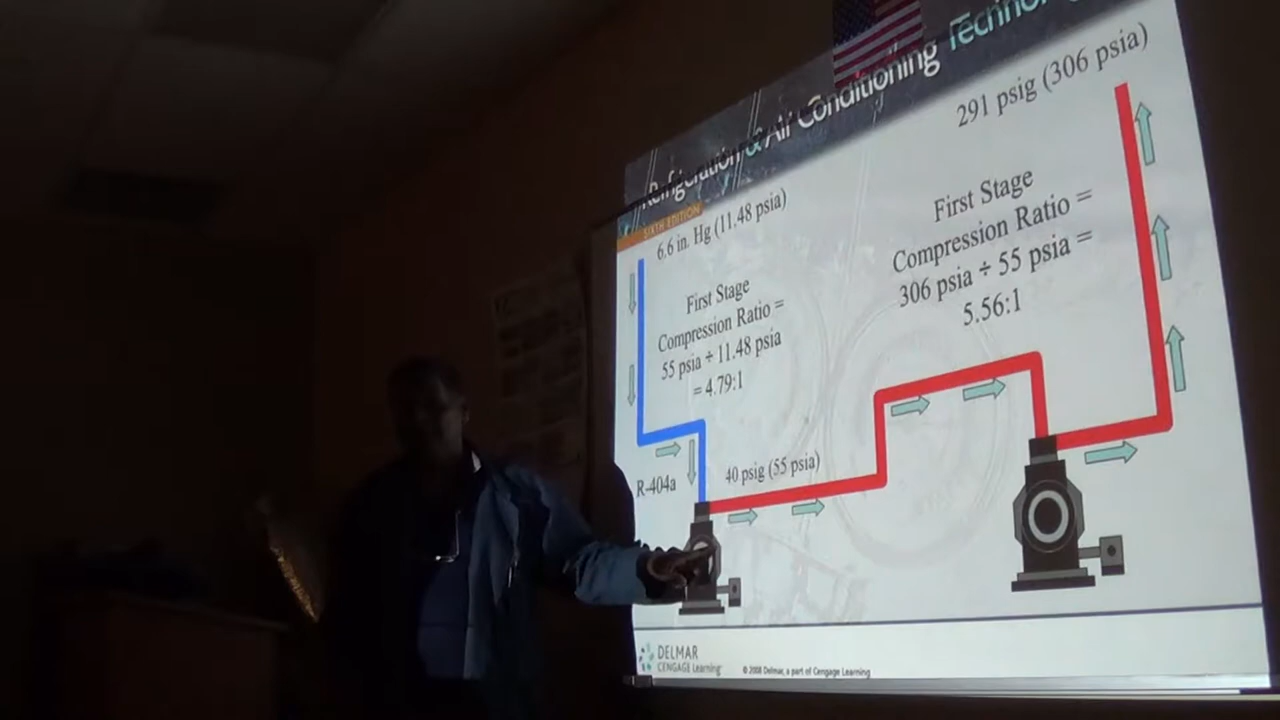 Refrigeration & Air Conditioning
SIXTH EDITION
6.6 in. Hg (11.48 psia)
First Stage
Compression Ratio =
55 psia ÷ 11.48 psia
= 4.79:1
R-404a
40 psig (55 psia)
291 psig (306 psia)
First Stage
Compression Ratio =
306 psia ÷ 55 psia =
5.56:1
DELMAR
CENGAGE Learning
© 2008 Delmar, a part of Cengage Learning